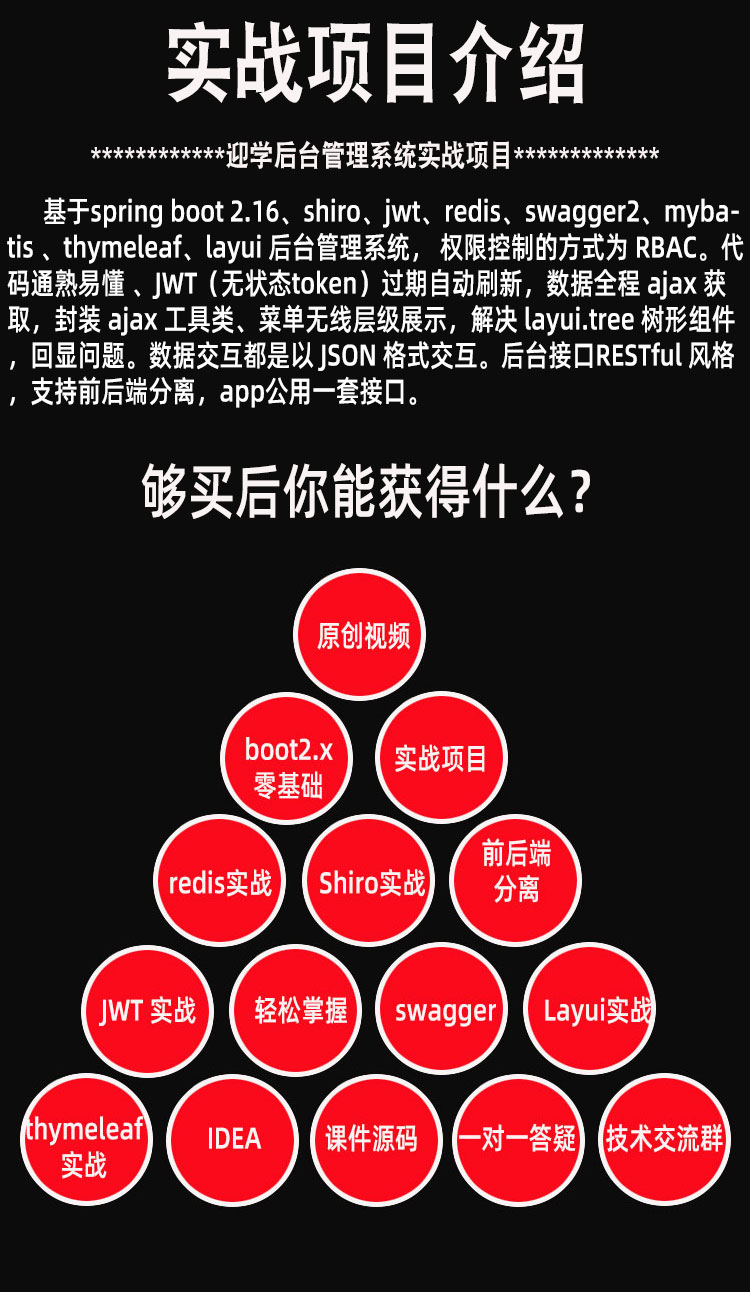 实战项目介绍
************迎学后台管理系统实战项目*************
基于spring boot 2.16、shiro、jwt、redis、swagger2、myba-
tis 、thymeleaf、layui 后台管理系统， 权限控制的方式为 RBAC。代
码通熟易懂 、JWT（无状态token）过期自动刷新，数据全程 ajax 获
取，封装 ajax 工具类、菜单无线层级展示，解决 layui.tree 树形组件
，回显问题。数据交互都是以 JSON 格式交互。后台接口RESTful 风格
，支持前后端分离，app公用一套接口。
够买后你能获得什么？
原创视频
boot2.x
零基础
实战项目
redis实战
Shiro实战
前后端
分离
JWT 实战
轻松掌握
swagger
Layui实战
thymeleaf
实战
IDEA
课件源码
一对一答疑
技术交流群